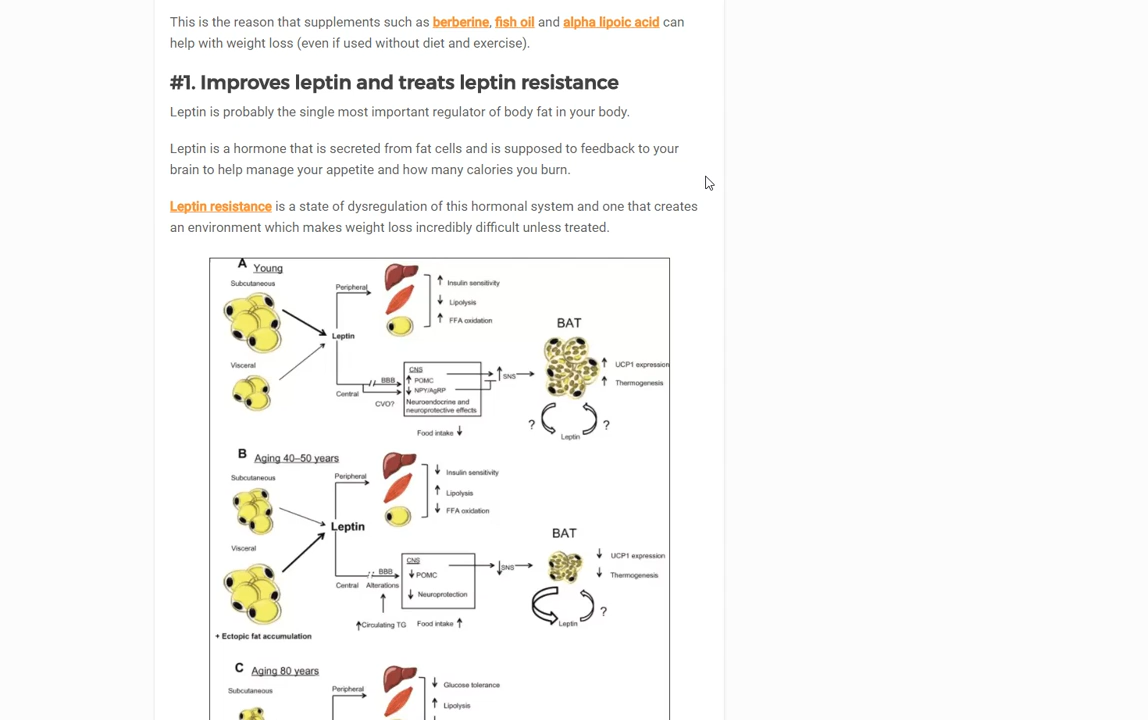 This is the reason that supplements such as berberine, fish oil and alpha lipoic acid can
help with weight loss (even if used without diet and exercise).
#1. Improves leptin and treats leptin resistance
Leptin is probably the single most important regulator of body fat in your body.
Leptin is a hormone that is secreted from fat cells and is supposed to feedback to your
brain to help manage your appetite and how many calories you burn.
Leptin resistance is a state of dysregulation of this hormonal system and one that creates
an environment which makes weight loss incredibly difficult unless treated.
A Young
Subcutaneous
Peripheral
Insulin sensitivity
Lipolysis
FFA oxidation
Leptin
BAT
Visceral
UCP1 expression
Thermogenesis
BBB
Central
CVO?
CNS
POMC
NPY/AgRP
Neuroendocrine and
neuroprotective effects
SNS
Food intake
? ?
Leptin
B Aging 40–50 years
Subcutaneous
Peripheral
Insulin sensitivity
Lipolysis
FFA oxidation
Leptin
BAT
Visceral
UCP1 expression
Thermogenesis
BBB
Central Alterations
CNS
POMC
Neuroprotection
SNS
?
Leptin
Circulating TG Food intake
+ Ectopic fat accumulation
C Aging 80 years
Subcutaneous
Peripheral
Glucose tolerance
Lipolysis